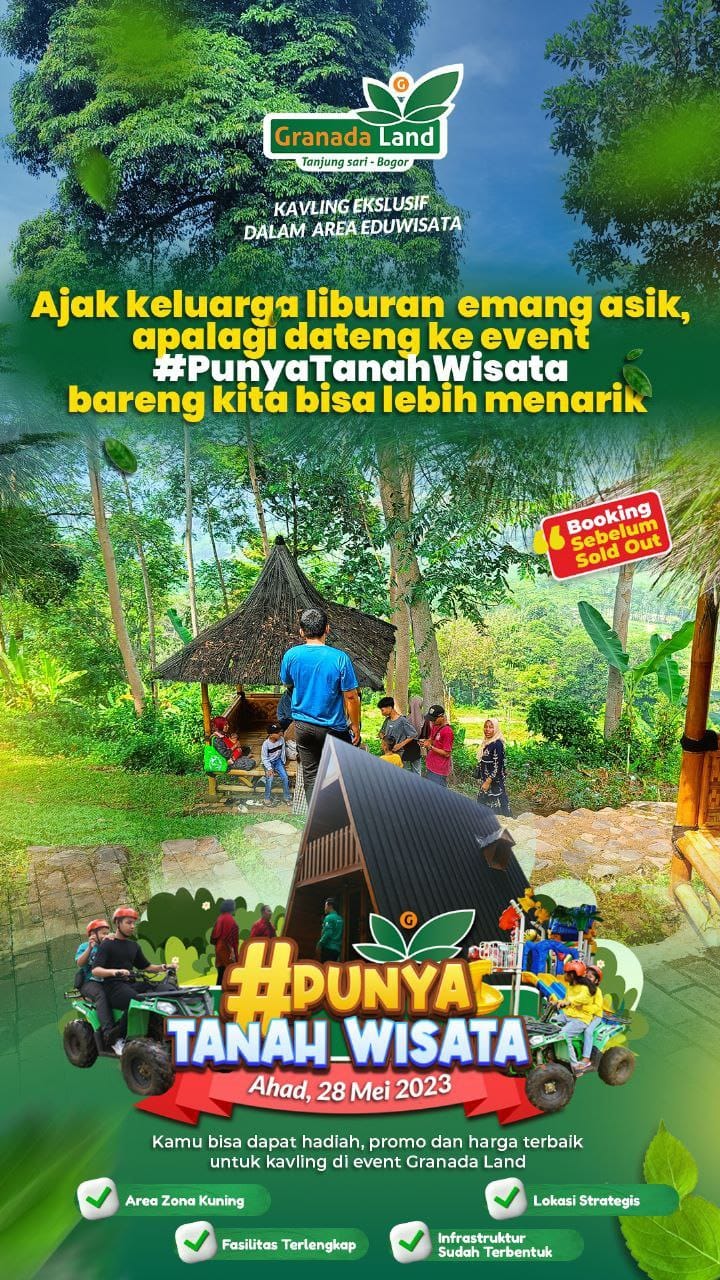 G
Granada Land
Tanjung sari - Bogor
KAVLING EKSLUSIF
DALAM AREA EDUWISATA
Ajak keluarga liburan emang asik,
apalagi dateng ke event
#PunyaTanahWisata
bareng kita bisa lebih menarik
Booking
Sebelum
Sold Out
G
#PUNYA
TANAH WISATA
Ahad, 28 Mei 2023
Kamu bisa dapat hadiah, promo dan harga terbaik
untuk kavling di event Granada Land
Area Zona Kuning
Lokasi Strategis
Fasilitas Terlengkap
Infrastruktur
Sudah Terbentuk